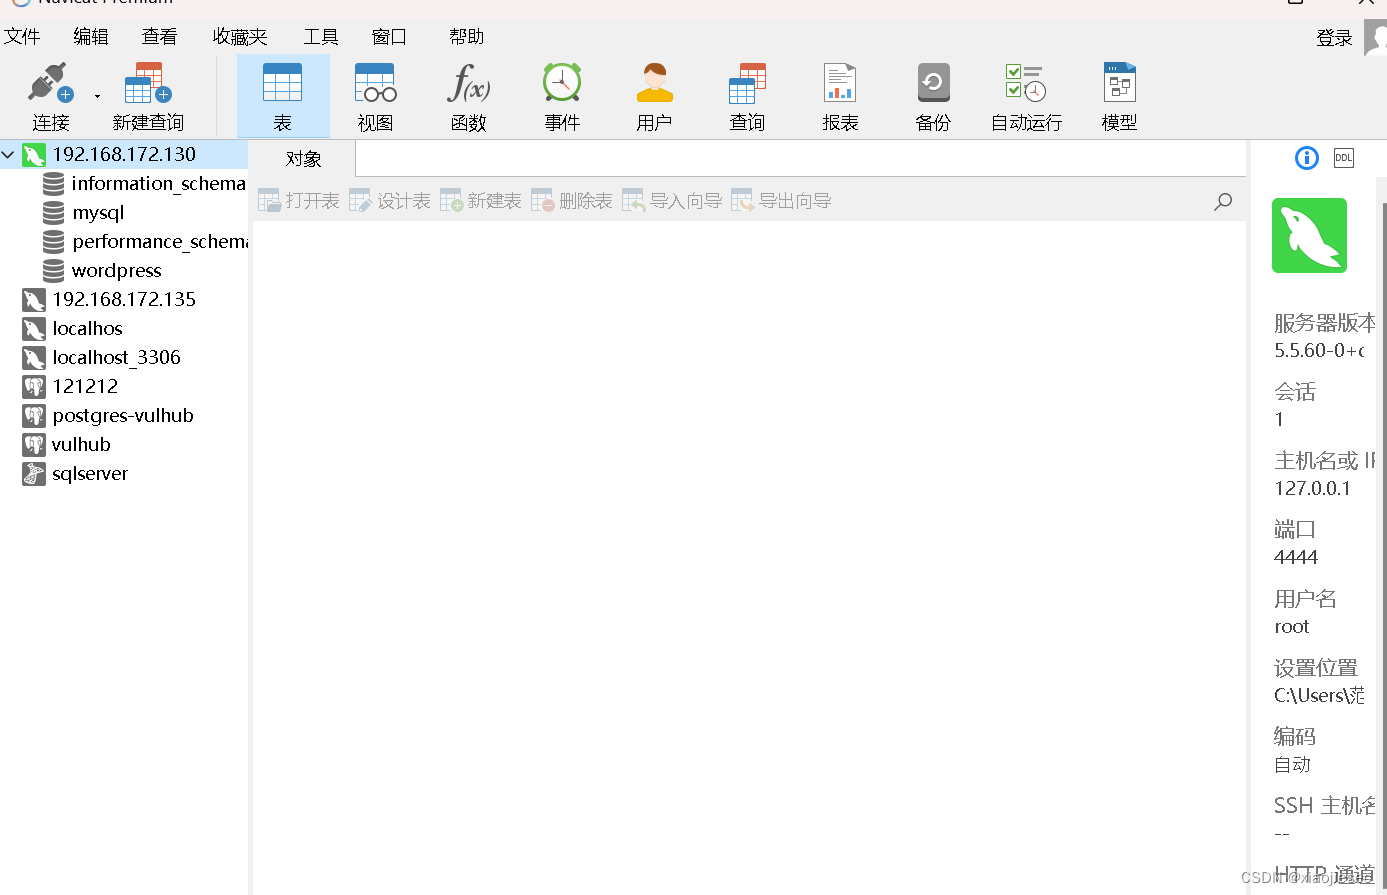 Navicat Premium
文件 编辑 查看 收藏夹 工具 窗口 帮助 登录
连接 新建查询 表 视图 函数 事件 用户 查询 报表 备份 自动运行 模型
192.168.172.130
information_schema
mysql
performance_schema
wordpress
192.168.172.135
localhos
localhost_3306
121212
postgres-vulhub
vulhub
sqlserver
对象
打开表 设计表 新建表 删除表 导入向导 导出向导
DDL
服务器版本
5.5.60-0+
会话
1
主机名或 IP
127.0.0.1
端口
4444
用户名
root
设置位置
C:\Users\范
编码
自动
SSH 主机名
--
HTTP 通道
CSDN